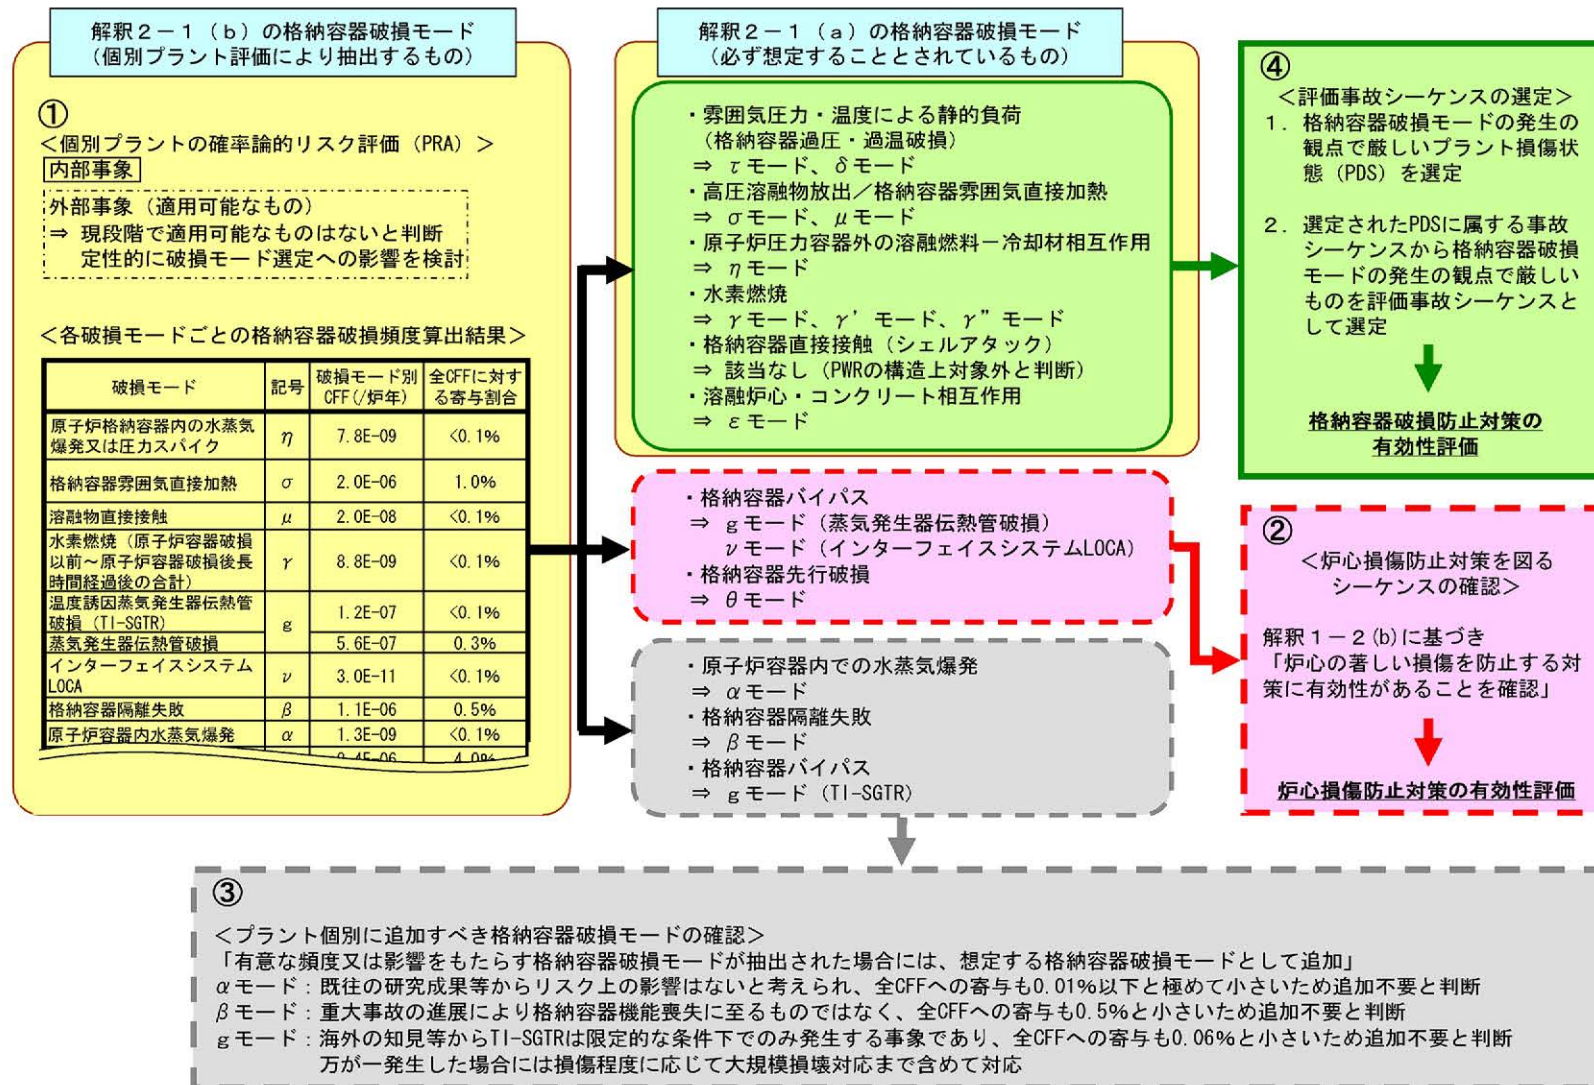 解釈２－１（ｂ）の格納容器破損モード
（個別プラント評価により抽出するもの）
①
＜個別プラントの確率論的リスク評価（PRA）＞
内部事象
外部事象（適用可能なもの）
⇒ 現段階で適用可能なものはないと判断
定性的に破損モード選定への影響を検討
＜各破損モードごとの格納容器破損頻度算出結果＞
破損モード 記号 破損モード別CFF(/炉年) 全CFFに対する寄与割合
原子炉格納容器内の水蒸気
爆発又は圧力スパイク η 7.8E-09 <0.1%
格納容器雰囲気直接加熱 σ 2.0E-06 1.0%
溶融物直接接触 μ 2.0E-08 <0.1%
水素燃焼（原子炉容器破損
以前～原子炉容器破損後長
時間経過後の合計） γ 8.8E-09 <0.1%
温度誘因蒸気発生器伝熱管
破損（TI-SGTR） g 1.2E-07 <0.1%
蒸気発生器伝熱管破損 5.6E-07 0.3%
インターフェイスシステム
LOCA ν 3.0E-11 <0.1%
格納容器隔離失敗 β 1.1E-06 0.5%
原子炉容器内水蒸気爆発 α 1.3E-09 <0.1%
4.0%
解釈２－１（ａ）の格納容器破損モード
（必ず想定することとされているもの）
・雰囲気圧力・温度による静的負荷
（格納容器過圧・過温破損）
⇒ τモード、δモード
・高圧溶融物放出／格納容器雰囲気直接加熱
⇒ σモード、μモード
・原子炉圧力容器外の溶融燃料－冷却材相互作用
⇒ ηモード
・水素燃焼
⇒ γモード、γ’モード、γ”モード
・格納容器直接接触（シェルアタック）
⇒ 該当なし（PWRの構造上対象外と判断）
・溶融炉心・コンクリート相互作用
⇒ εモード
・格納容器バイパス
⇒ gモード（蒸気発生器伝熱管破損）
νモード（インターフェイスシステムLOCA）
・格納容器先行破損
⇒ θモード
・原子炉容器内での水蒸気爆発
⇒ αモード
・格納容器隔離失敗
⇒ βモード
・格納容器バイパス
⇒ gモード（TI-SGTR）
④
＜評価事故シーケンスの選定＞
１．格納容器破損モードの発生の
観点で厳しいプラント損傷状
態（PDS）を選定
２．選定されたPDSに属する事故
シーケンスから格納容器破損
モードの発生の観点で厳しい
ものを評価事故シーケンスと
して選定
格納容器破損防止対策の
有効性評価
②
＜炉心損傷防止対策を図る
シーケンスの確認＞
解釈１－２(b)に基づき
「炉心の著しい損傷を防止する対
策に有効性があることを確認」
炉心損傷防止対策の有効性評価
③
＜プラント個別に追加すべき格納容器破損モードの確認＞
「有意な頻度又は影響をもたらす格納容器破損モードが抽出された場合には、想定する格納容器破損モードとして追加」
αモード：既往の研究成果等からリスク上の影響はないと考えられ、全CFFへの寄与も0.01%以下と極めて小さいため追加不要と判断
βモード：重大事故の進展により格納容器機能喪失に至るものではなく、全CFFへの寄与も0.5%と小さいため追加不要と判断
gモード：海外の知見等からTI-SGTRは限定的な条件下でのみ発生する事象であり、全CFFへの寄与も0.06%と小さいため追加不要と判断
万が一発生した場合には損傷程度に応じて大規模損壊対応まで含めて対応